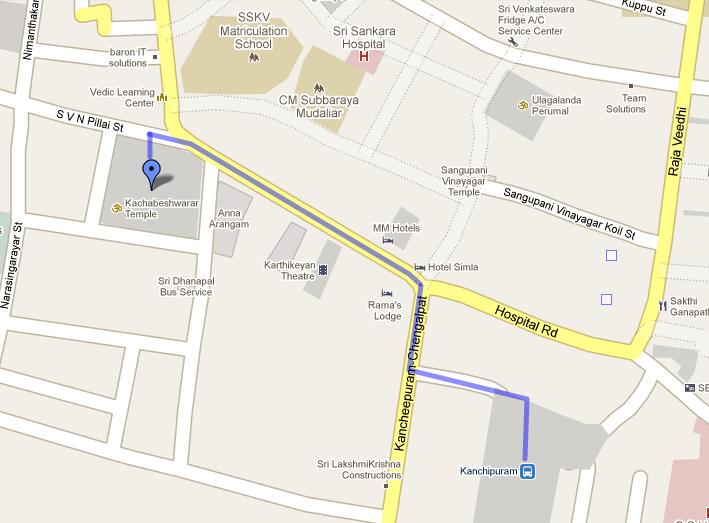 Kuppu St
Nimanthakar
SSKV
Matriculation
School
Sri Sankara
Hospital
H
Sri Venkateswara
Fridge A/C
Service Center
baron IT
solutions
Vedic Learning
Center
CM Subbaraya
Mudaliar
Ulagalanda
Perumal
Team
Solutions
S V N Pillai St
Raja Veedhi
Sangupani
Vinayagar
Temple
Sangupani Vinayagar Koil St
Kachabeshwarar
Temple
Anna
Arangam
MM Hotels
Narasingarayar St
Karthikeyan
Theatre
Hotel Simla
Sri Dhanapal
Bus Service
Rama's
Lodge
Hospital Rd
Sakthi
Ganapat
Kancheepuram-Chengalpat
SE
Sri LakshmiKrishna
Constructions
Kanchipuram